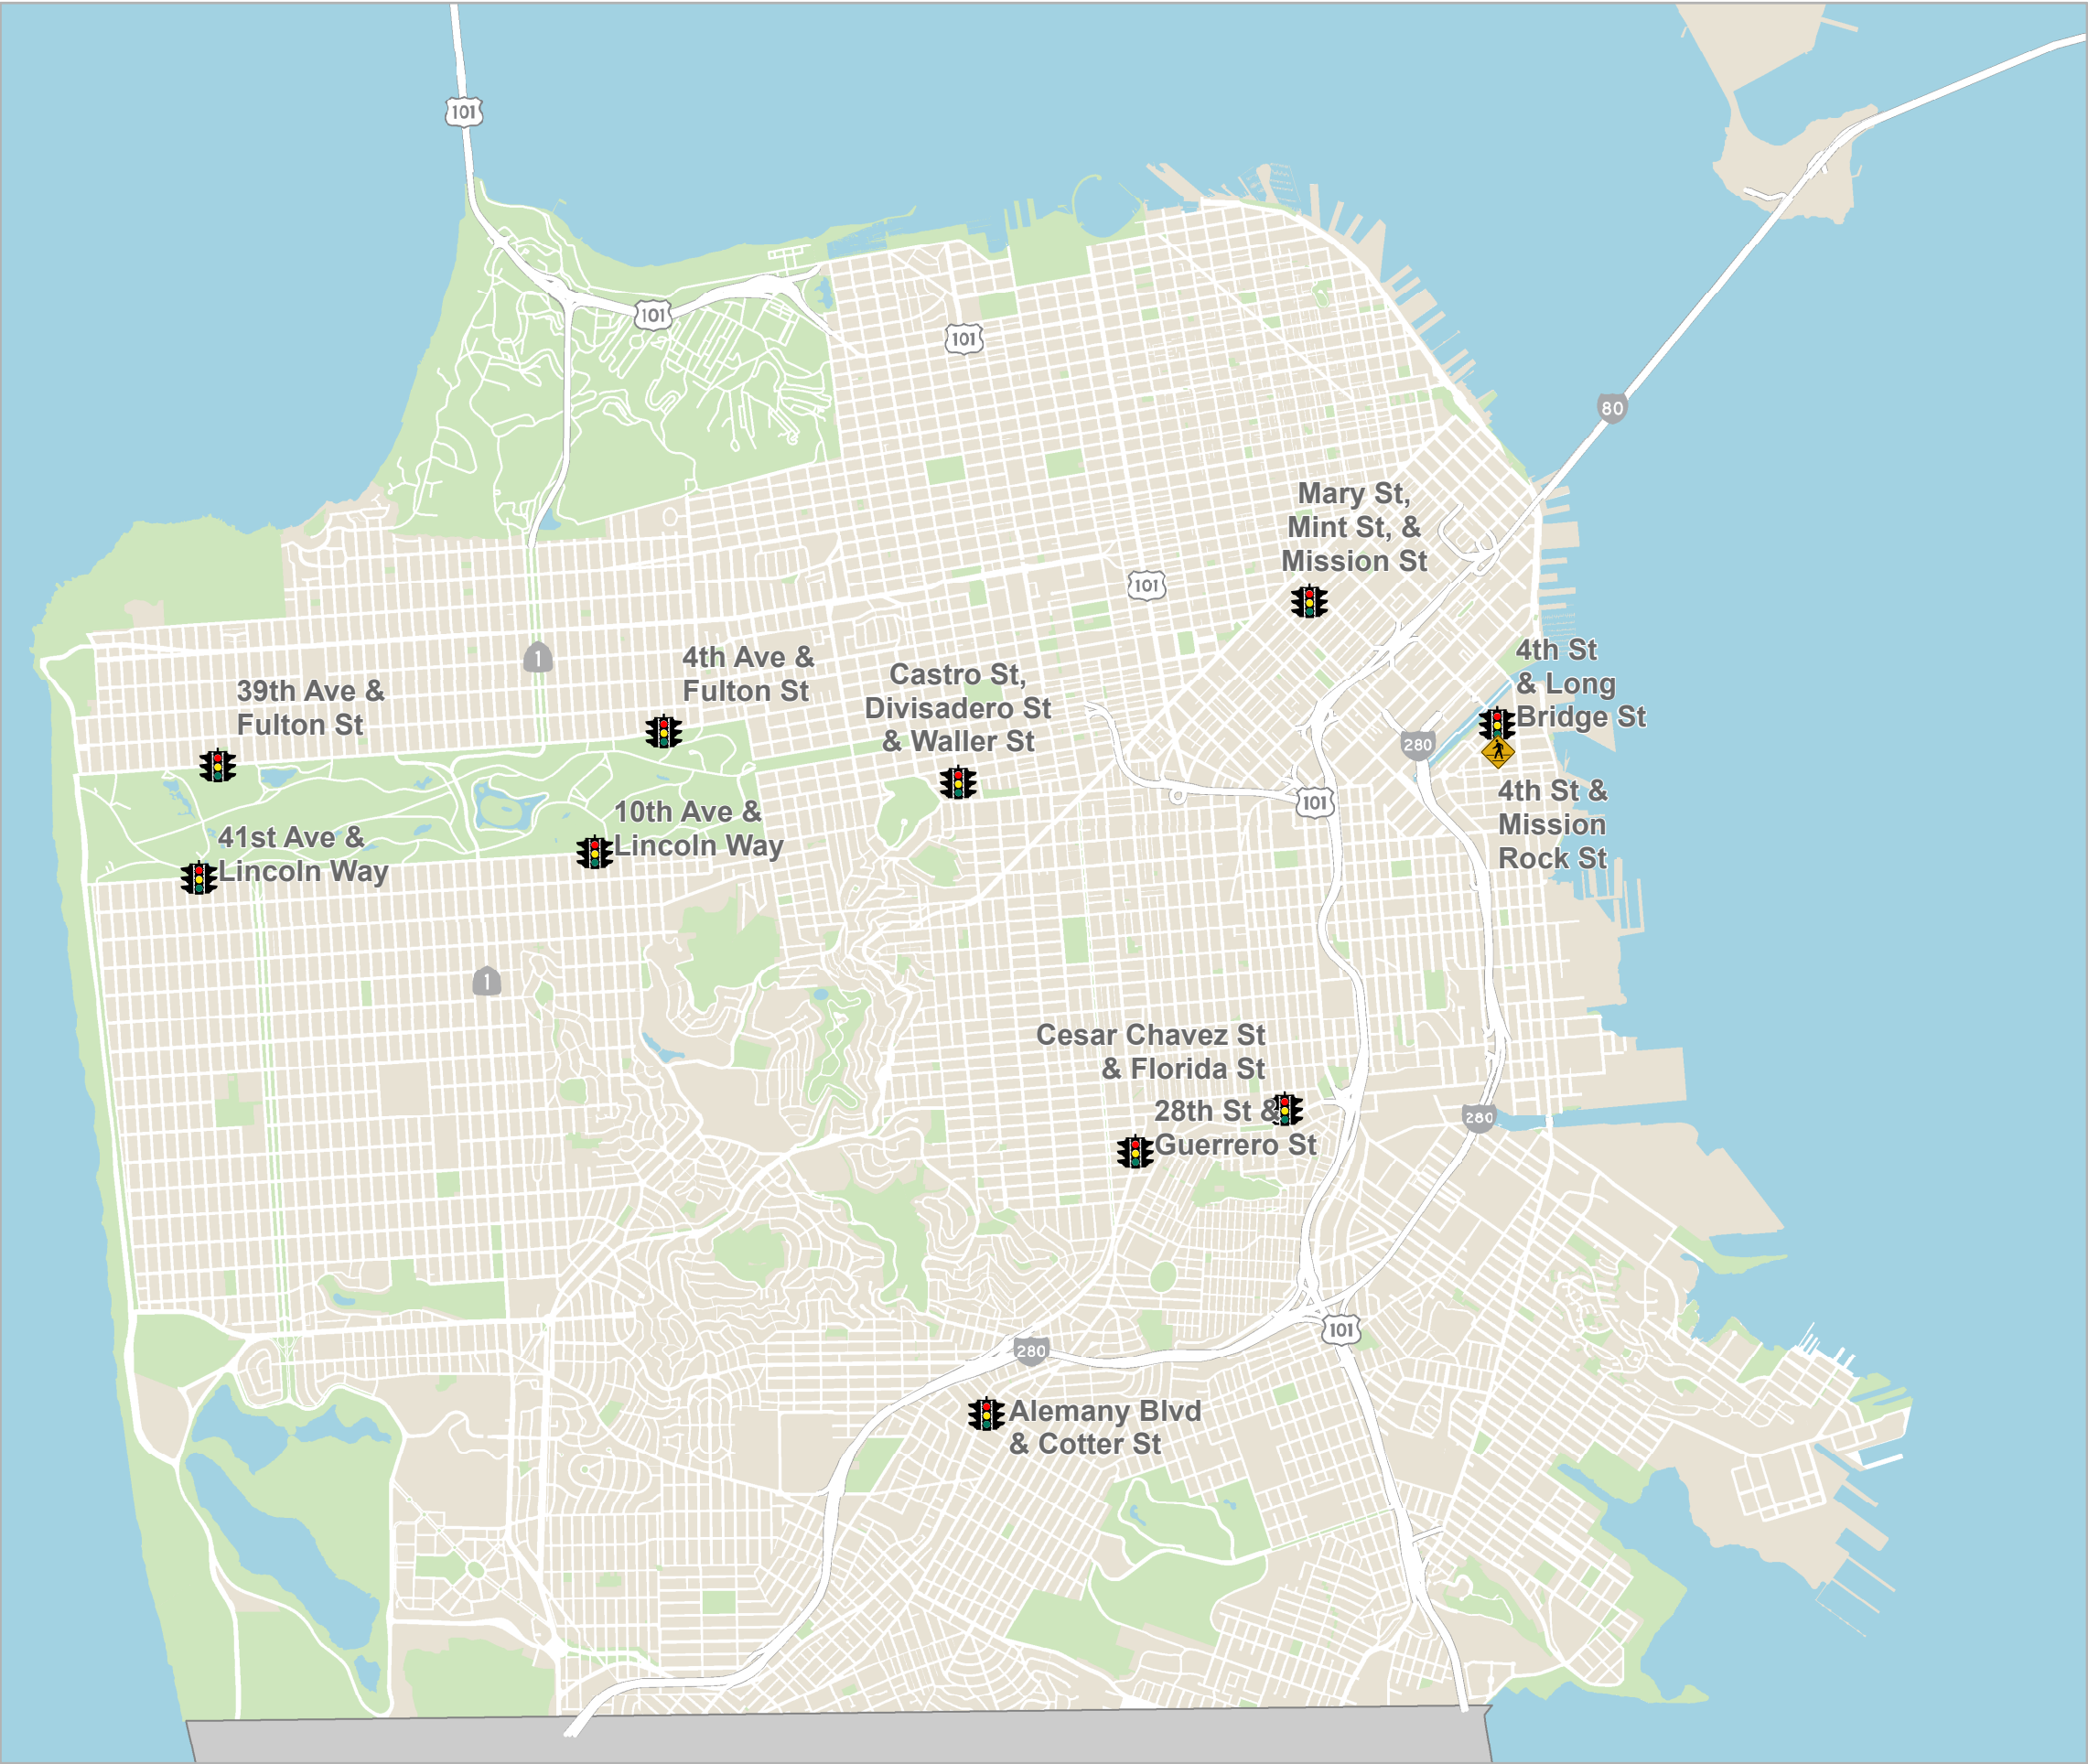 101
101
101
80
Mary St,
Mint St, &
Mission St
101
1
4th Ave &
Fulton St
39th Ave &
Fulton St
Castro St,
Divisadero St
& Waller St
4th St
& Long
Bridge St
280
4th St &
Mission
Rock St
101
10th Ave &
Lincoln Way
41st Ave &
Lincoln Way
1
Cesar Chavez St
& Florida St
28th St &
Guerrero St
280
101
280
Alemany Blvd
& Cotter St